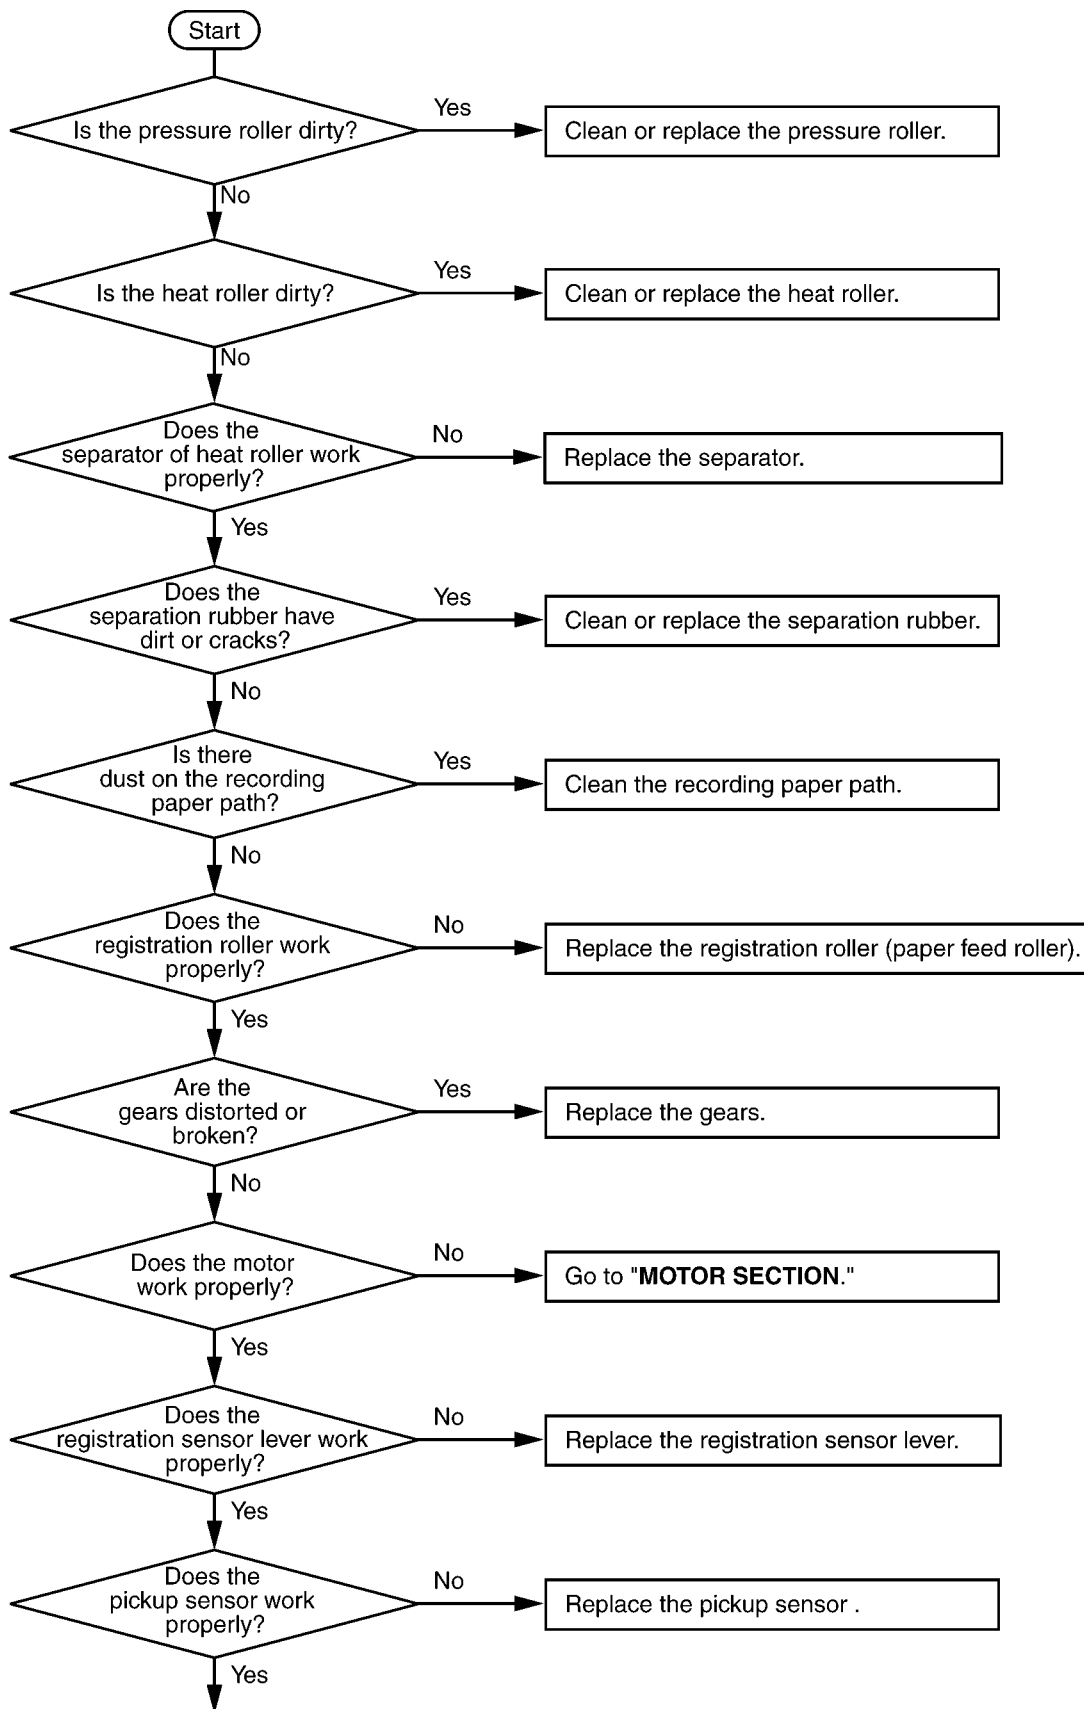 Start
Is the pressure roller dirty?
Yes
Clean or replace the pressure roller.
No
Is the heat roller dirty?
Yes
Clean or replace the heat roller.
No
Does the
separator of heat roller work
properly?
No
Replace the separator.
Yes
Does the
separation rubber have
dirt or cracks?
Yes
Clean or replace the separation rubber.
No
Is there
dust on the recording
paper path?
Yes
Clean the recording paper path.
No
Does the
registration roller work
properly?
No
Replace the registration roller (paper feed roller).
Yes
Are the
gears distorted or
broken?
Yes
Replace the gears.
No
Does the motor
work properly?
No
Go to "MOTOR SECTION."
Yes
Does the
registration sensor lever work
properly?
No
Replace the registration sensor lever.
Yes
Does the
pickup sensor work
properly?
No
Replace the pickup sensor .
Yes